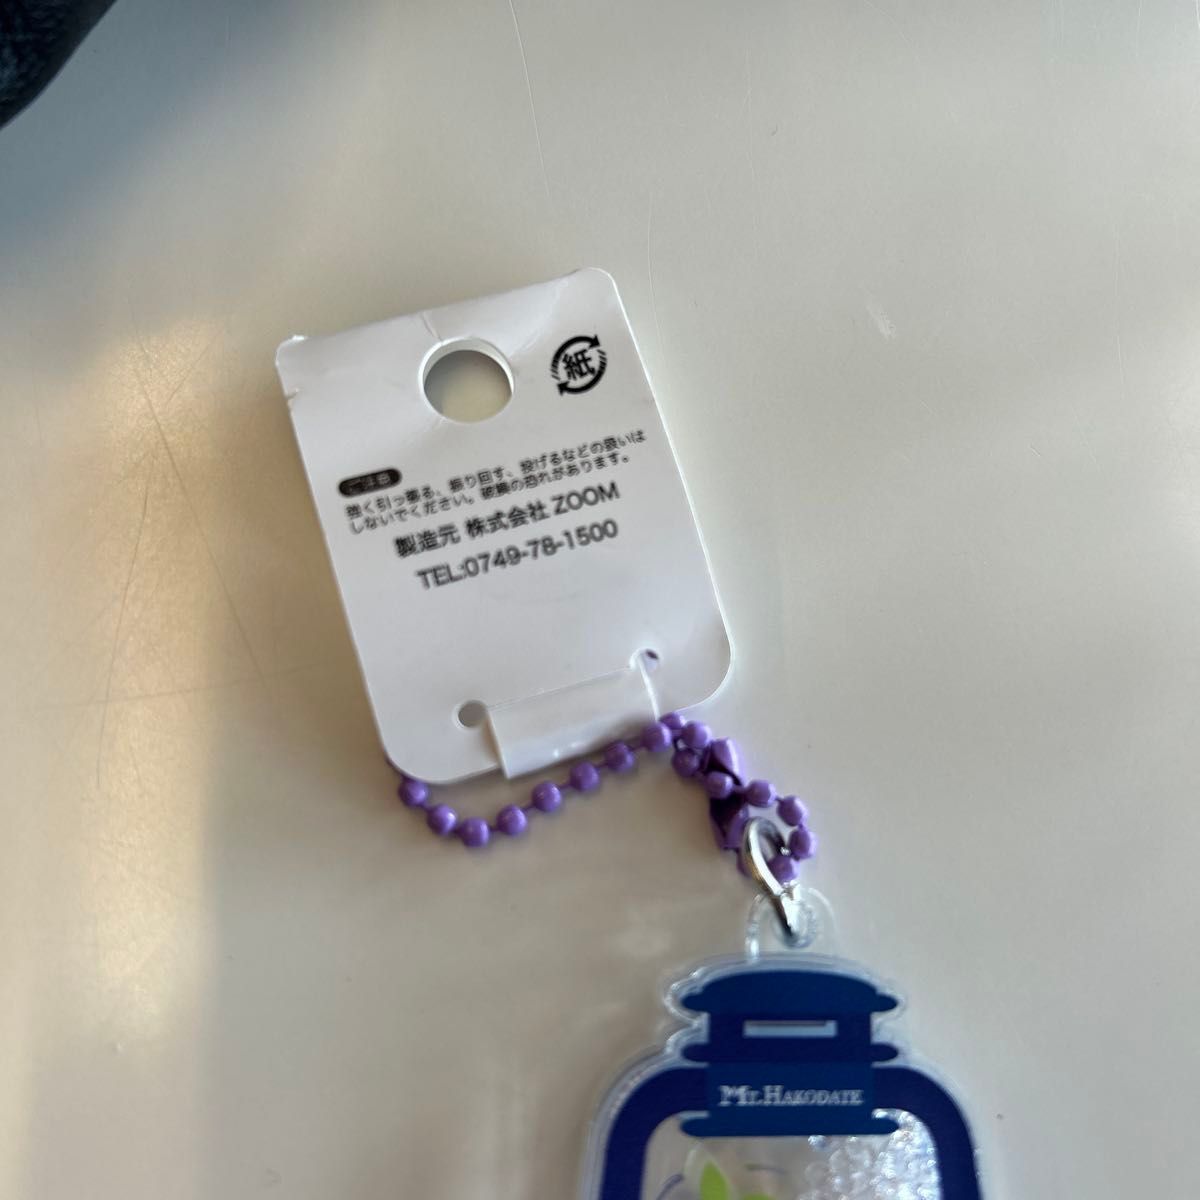 紙
ご注意
強く引っ張る、振り回す、投げるなどの扱いは
しないでください。破損の恐れがあります。
製造元 株式会社 ZOOM
TEL:0749-78-1500
MT.HAKODATE